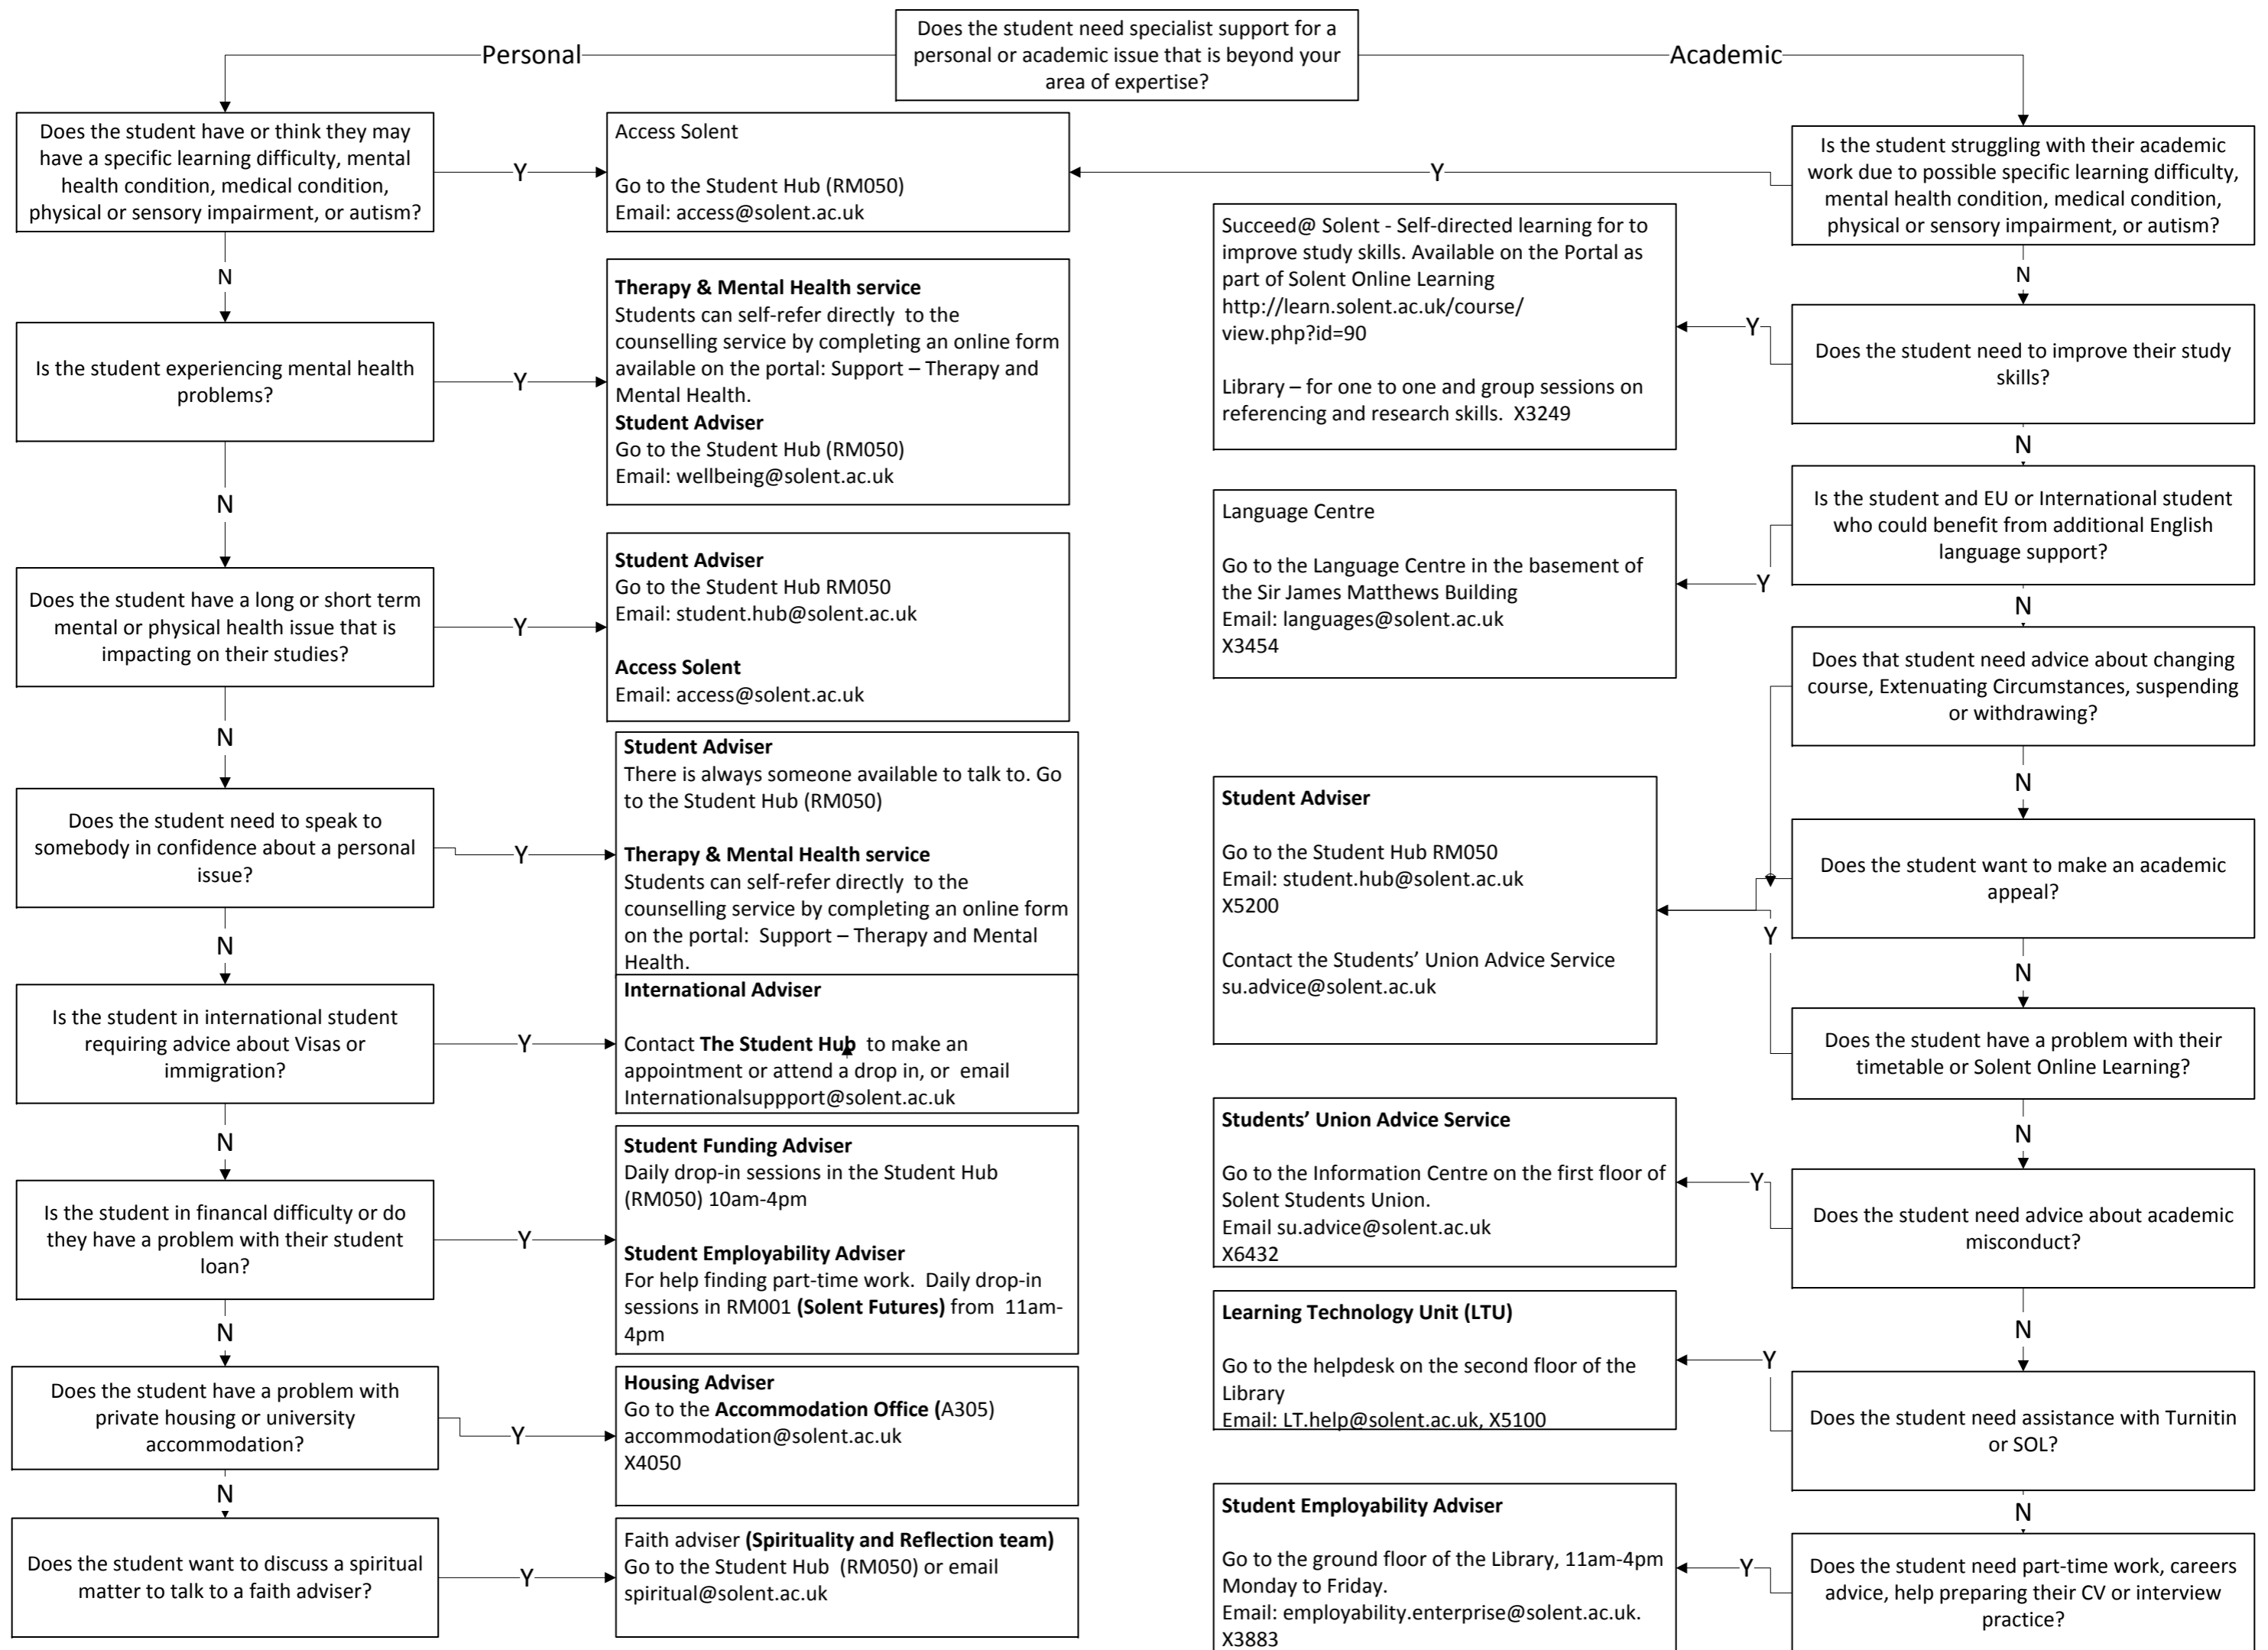 Does the student need specialist support for a
personal or academic issue that is beyond your
area of expertise?
Personal
Academic
Does the student have or think they may
have a specific learning difficulty, mental
health condition, medical condition,
physical or sensory impairment, or autism?
Y
Access Solent
Go to the Student Hub (RM050)
Email: access@solent.ac.uk
N
Is the student experiencing mental health
problems?
Y
Therapy & Mental Health service
Students can self-refer directly  to the
counselling service by completing an online form
available on the portal: Support – Therapy and
Mental Health.
Student Adviser
Go to the Student Hub (RM050)
Email: wellbeing@solent.ac.uk
N
Does the student have a long or short term
mental or physical health issue that is
impacting on their studies?
Y
Student Adviser
Go to the Student Hub RM050
Email: student.hub@solent.ac.uk
Access Solent
Email: access@solent.ac.uk
N
Does the student need to speak to
somebody in confidence about a personal
issue?
Y
Student Adviser
There is always someone available to talk to. Go
to the Student Hub (RM050)
Therapy & Mental Health service
Students can self-refer directly  to the
counselling service by completing an online form
on the portal:  Support – Therapy and Mental
Health.
N
Is the student in international student
requiring advice about Visas or
immigration?
Y
International Adviser
Contact The Student Hub  to make an
appointment or attend a drop in, or  email
Internationalsuppport@solent.ac.uk
N
Is the student in financal difficulty or do
they have a problem with their student
loan?
Y
Student Funding Adviser
Daily drop-in sessions in the Student Hub
(RM050) 10am-4pm
Student Employability Adviser
For help finding part-time work.  Daily drop-in
sessions in RM001 (Solent Futures) from  11am-
4pm
N
Does the student have a problem with
private housing or university
accommodation?
Y
Housing Adviser
Go to the Accommodation Office (A305)
accommodation@solent.ac.uk
X4050
N
Does the student want to discuss a spiritual
matter to talk to a faith adviser?
Y
Faith adviser (Spirituality and Reflection team)
Go to the Student Hub  (RM050) or email
spiritual@solent.ac.uk
Is the student struggling with their academic
work due to possible specific learning difficulty,
mental health condition, medical condition,
physical or sensory impairment, or autism?
Y
N
Does the student need to improve their study
skills?
Y
Succeed@ Solent - Self-directed learning for to
improve study skills. Available on the Portal as
part of Solent Online Learning
http://learn.solent.ac.uk/course/
view.php?id=90
Library – for one to one and group sessions on
referencing and research skills.  X3249
N
Is the student and EU or International student
who could benefit from additional English
language support?
Y
Language Centre
Go to the Language Centre in the basement of
the Sir James Matthews Building
Email: languages@solent.ac.uk
X3454
N
Does that student need advice about changing
course, Extenuating Circumstances, suspending
or withdrawing?
N
Does the student want to make an academic
appeal?
Y
Student Adviser
Go to the Student Hub RM050
Email: student.hub@solent.ac.uk
X5200
Contact the Students’ Union Advice Service
su.advice@solent.ac.uk
N
Does the student have a problem with their
timetable or Solent Online Learning?
N
Does the student need advice about academic
misconduct?
Y
Students’ Union Advice Service
Go to the Information Centre on the first floor of
Solent Students Union.
Email su.advice@solent.ac.uk
X6432
N
Does the student need assistance with Turnitin
or SOL?
Y
Learning Technology Unit (LTU)
Go to the helpdesk on the second floor of the
Library
Email: LT.help@solent.ac.uk, X5100
N
Does the student need part-time work, careers
advice, help preparing their CV or interview
practice?
Y
Student Employability Adviser
Go to the ground floor of the Library, 11am-4pm
Monday to Friday.
Email: employability.enterprise@solent.ac.uk.
X3883